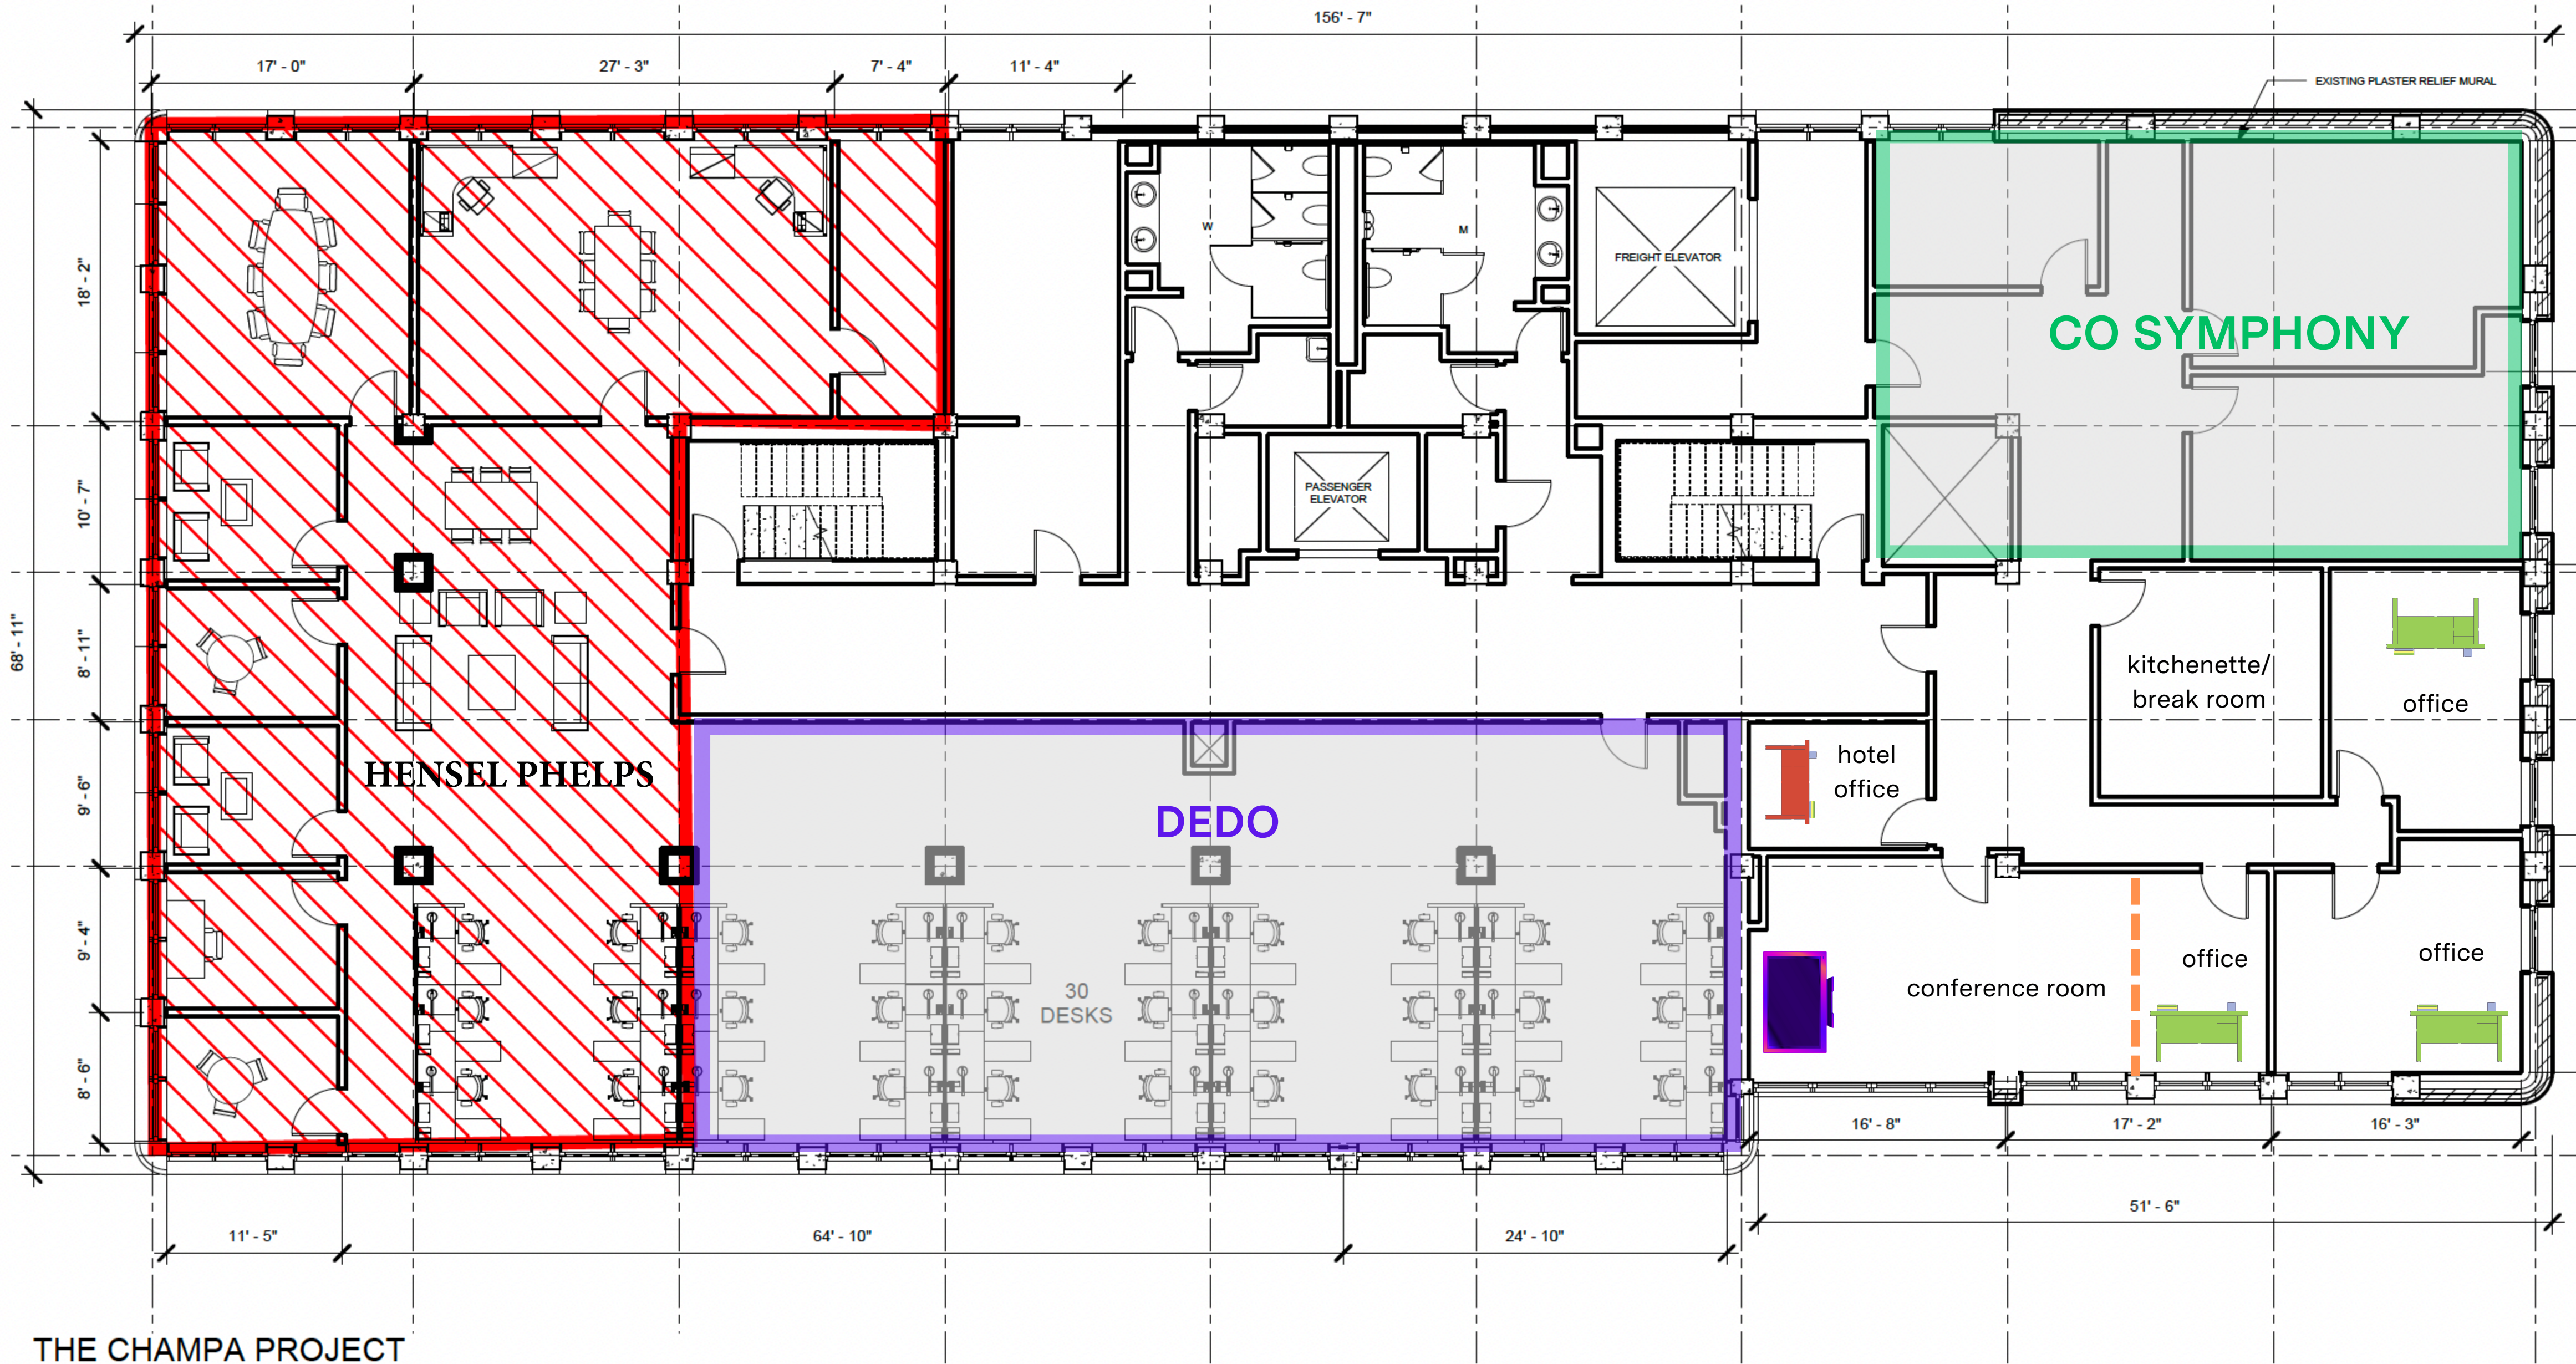 156' - 7"
17' - 0"
27' - 3"
7' - 4"
11' - 4"
EXISTING PLASTER RELIEF MURAL
W
M
FREIGHT ELEVATOR
18' - 2"
CO SYMPHONY
PASSENGER
ELEVATOR
10' - 7"
68' - 11"
8' - 11"
kitchenette/
break room
office
HENSEL PHELPS
hotel
office
9' - 6"
DEDO
9' - 4"
30
DESKS
conference room
office
office
8' - 6"
16' - 8"
17' - 2"
16' - 3"
51' - 6"
11' - 5"
64' - 10"
24' - 10"
THE CHAMPA PROJECT